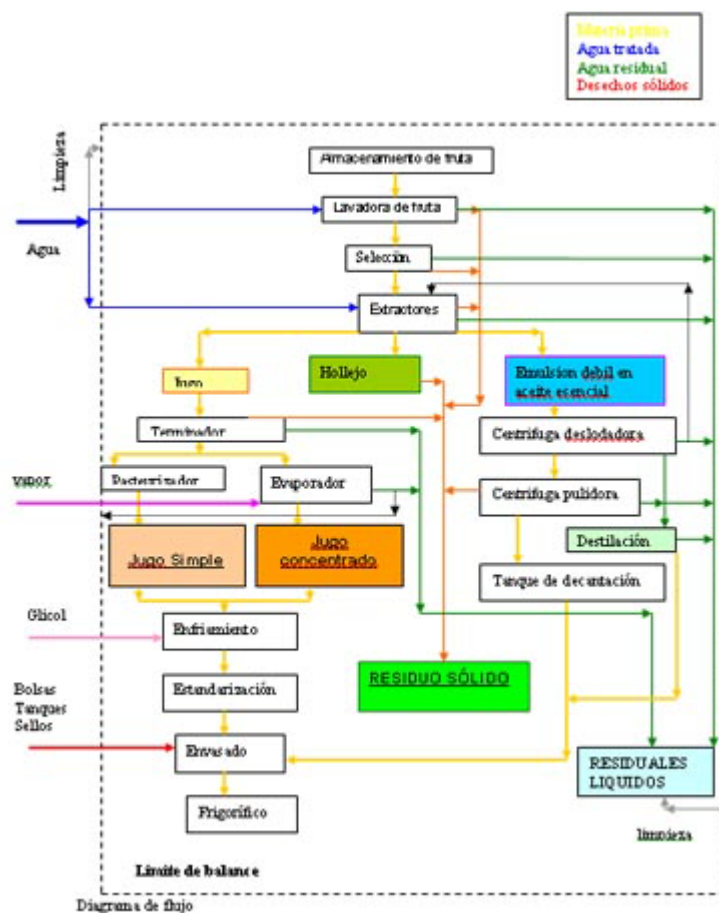 Materia prima
Agua tratada
Agua residual
Desechos sólidos
Limpieza
Almacenamiento de fruta
Lavadora de fruta
Agua
Selección
Extractores
Jugo
Hollejo
Emulsion debil en
aceite esencial
Terminador
Centrifuga deslodadora
Pasteurizador
Evaporador
vapor
Centrifuga pulidora
Jugo Simple
Jugo
concentrado
Destilación
Tanque de decantación
Glicol
Enfriamiento
RESIDUO SÓLIDO
Estandarización
Bolsas
Tanques
Sellos
Envasado
RESIDUALES
LIQUIDOS
Frigorífico
limpieza
Límite de balance
Diagrama de flujo